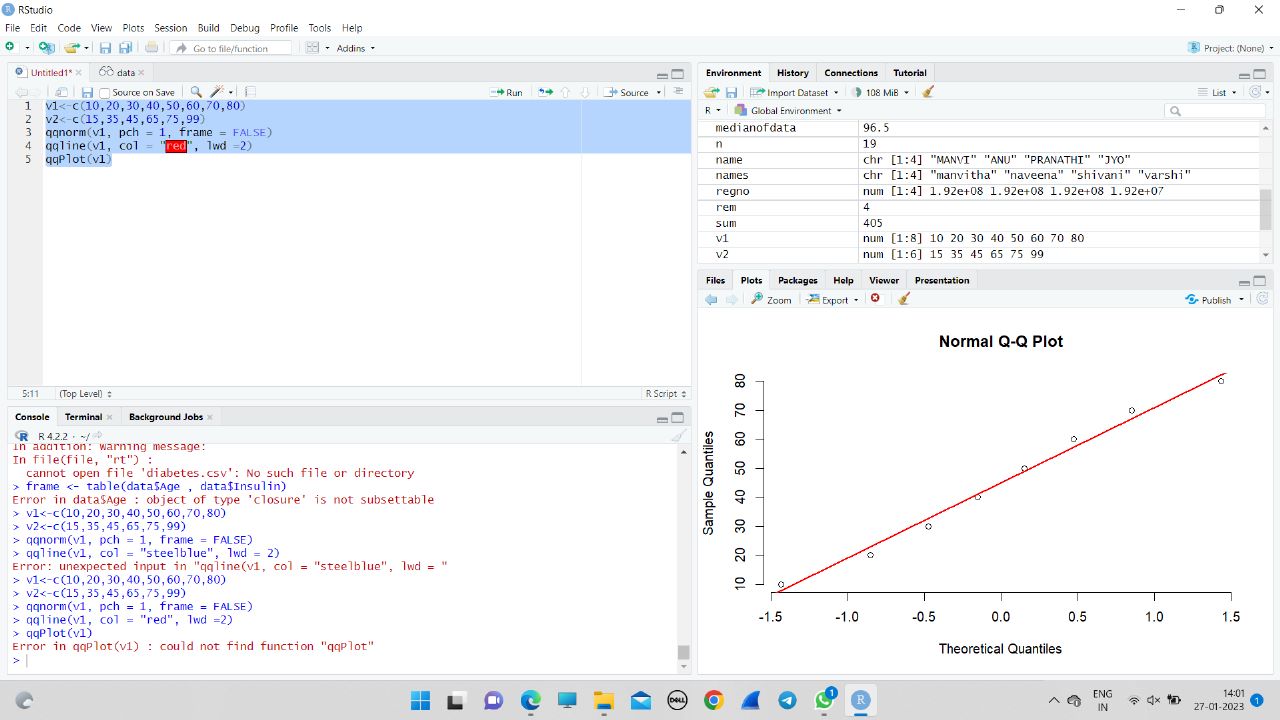 RStudio
File Edit Code View Plots Session Build Debug Profile Tools Help
Go to file/function Addins Project: (None)
Untitled1* data
Source on Save Run Source
1 v1<-c(10,20,30,40,50,60,70,80)
2 v2<-c(15,35,45,65,75,99)
3 qqnorm(v1, pch = 1, frame = FALSE)
4 qqline(v1, col = "red", lwd =2)
5 qqPlot(v1)
5:11 (Top Level) R Script
Console Terminal Background Jobs
R 4.2.2 · ~/
In addition: Warning message:
In file(file, "rt") :
cannot open file 'diabetes.csv': No such file or directory
> frame <- table(data$Age , data$Insulin)
Error in data$Age : object of type 'closure' is not subsettable
> v1<-c(10,20,30,40,50,60,70,80)
> v2<-c(15,35,45,65,75,99)
> qqnorm(v1, pch = 1, frame = FALSE)
> qqline(v1, col = "steelblue", lwd = 2)
Error: unexpected input in "qqline(v1, col = "steelblue", lwd = "
> v1<-c(10,20,30,40,50,60,70,80)
> v2<-c(15,35,45,65,75,99)
> qqnorm(v1, pch = 1, frame = FALSE)
> qqline(v1, col = "red", lwd =2)
> qqPlot(v1)
Error in qqPlot(v1) : could not find function "qqPlot"
>
Environment History Connections Tutorial
Import Dataset 108 MiB List
R Global Environment
medianofdata 96.5
n 19
name chr [1:4] "MANVI" "ANU" "PRANATHI" "JYO"
names chr [1:4] "manvitha" "naveena" "shivani" "varshi"
regno num [1:4] 1.92e+08 1.92e+08 1.92e+08 1.92e+07
rem 4
sum 405
v1 num [1:8] 10 20 30 40 50 60 70 80
v2 num [1:6] 15 35 45 65 75 99
Files Plots Packages Help Viewer Presentation
Zoom Export Publish
Normal Q-Q Plot
Sample Quantiles
80
70
60
50
40
30
20
10
-1.5 -1.0 -0.5 0.0 0.5 1.0 1.5
Theoretical Quantiles
DELL
1
R
ENG
IN
14:01
27-01-2023
1